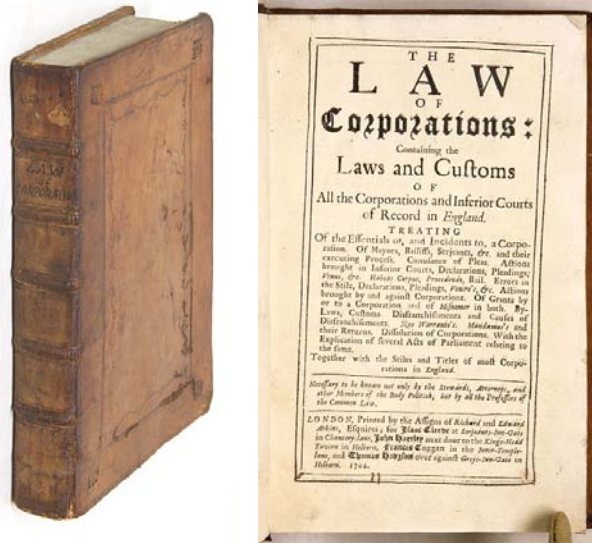 LAW
CORPORATION
THE
LAW
OF
Corporations:
Containing the
Laws and Cuſtoms
OF
All the Corporations and Inferior Courts
of Record in England.
TREATING
Of the Eſſentials of, and Incidents to, a Corpo-
ration. Of Mayors, Bailiffs, Serjeants, &c. and their
executing Proceſs. Conuſance of Pleas. Actions
brought in Inferior Courts, Declarations, Pleadings,
Venue, &c. Habeas Corpus, Procedendo, Bail. Errors in
the Stile, Declarations, Pleadings, Venire's, &c. Actions
brought by and againſt Corporations. Of Grants by
or to a Corporation and of Miſnomer in both. By-
Laws, Cuſtoms. Disfranchiſements and Cauſes of
Disfranchiſements. Quo Warranto's. Mandamus's and
their Returns. Diſſolution of Corporations. With the
Explication of ſeveral Acts of Parliament relating to
the ſame.
Together with the Stiles and Titles of moſt Corpo-
rations in England.
Neceſſary to be known not only by the Stewards, Attorneys, and
other Members of the Body Politick, but by all the Profeſſors of
the Common Law.
LONDON, Printed by the Aſſigns of Richard and Edward
Atkins, Eſquires; for Iſaac Cleeve at Serjeants-Inn-Gate
in Chancery-lane, John Hartley next door to the Kings-Head
Tavern in Holborn, Frances Coggan in the Inner-Temple-
lane, and Thomas Hodgſon over againſt Grays-Inn-Gate in
Holborn. 1702.